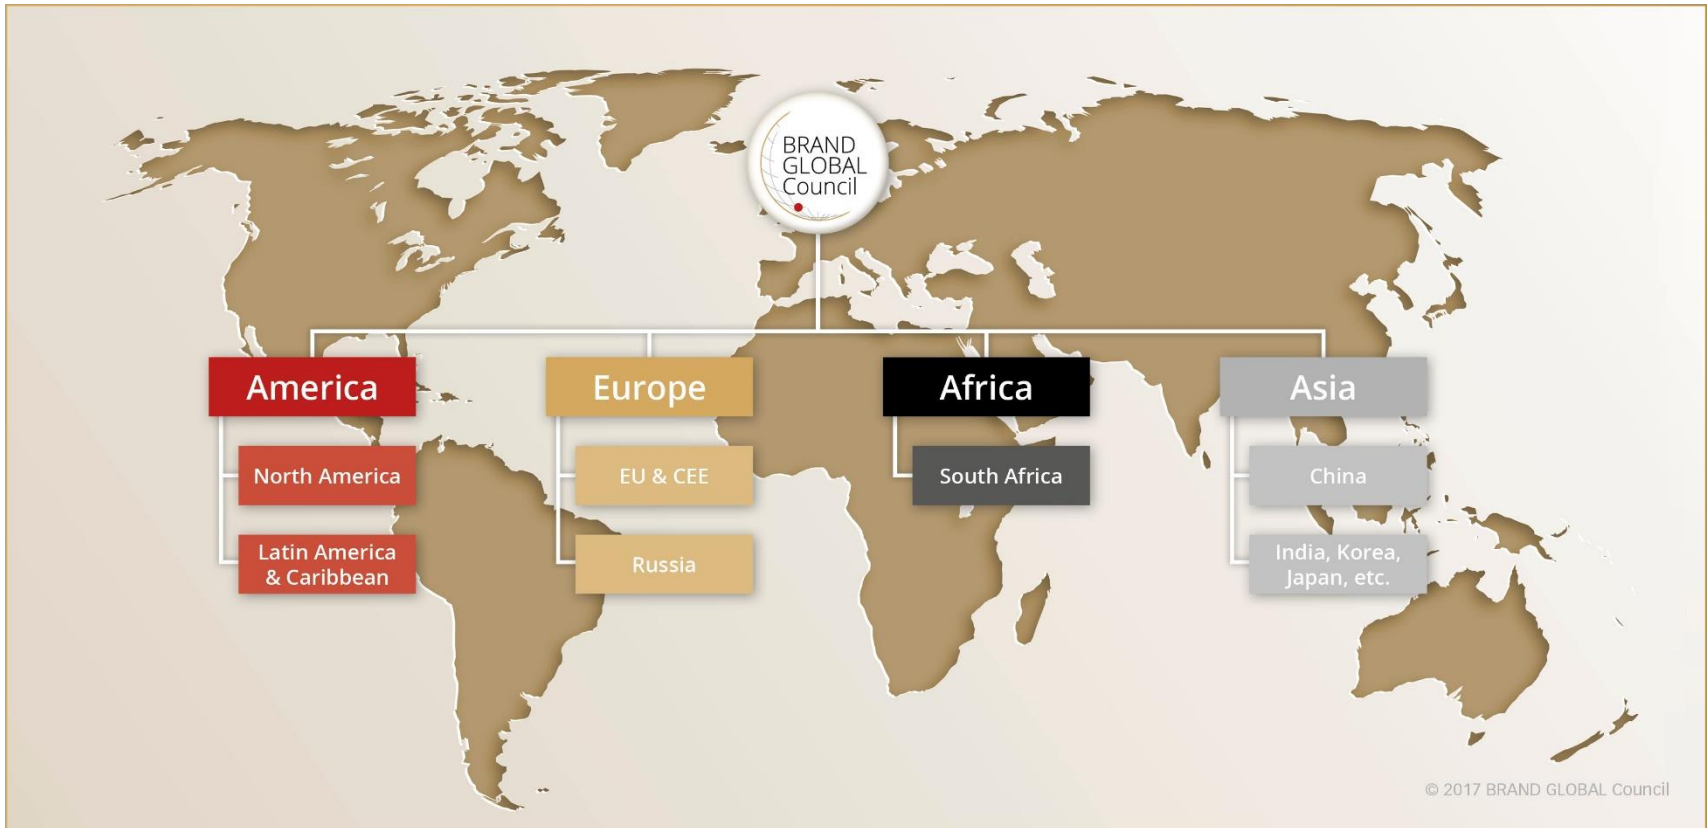 BRAND
GLOBAL
Council
America
Europe
Africa
Asia
North America
EU & CEE
South Africa
China
Latin America
& Caribbean
Russia
India, Korea,
Japan, etc.
© 2017 BRAND GLOBAL Council